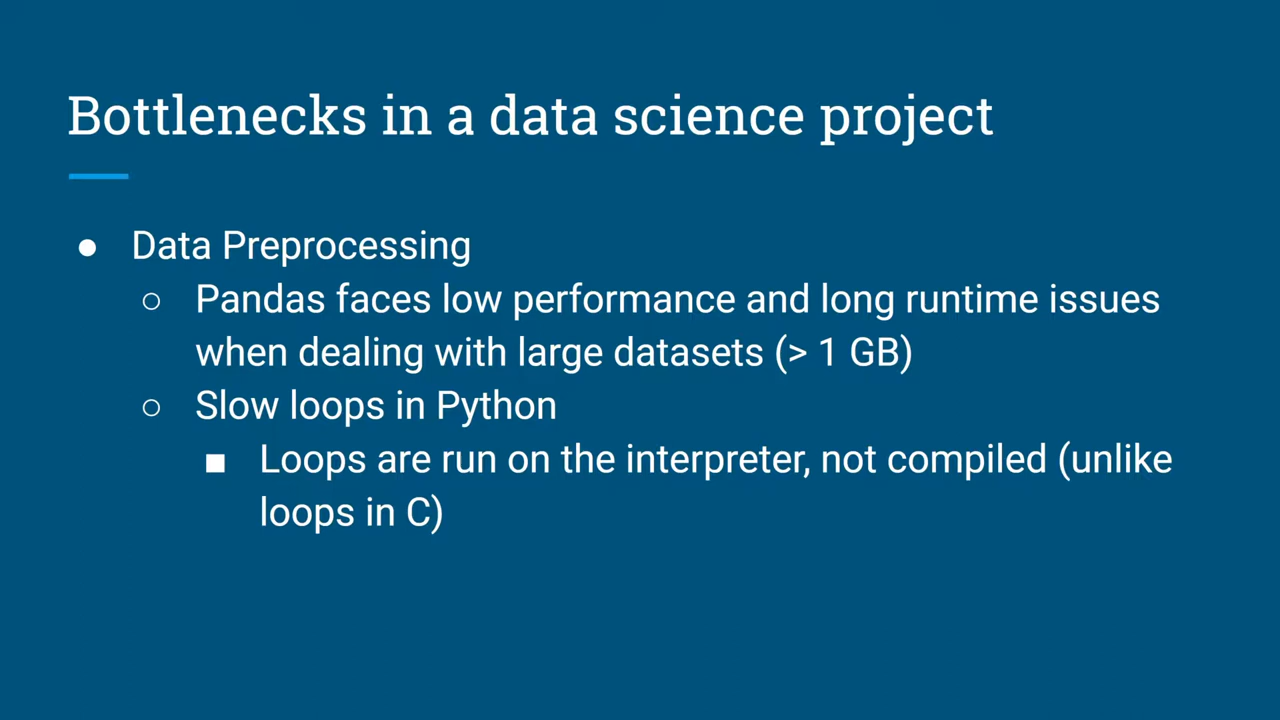 Bottlenecks in a data science project
● Data Preprocessing
○ Pandas faces low performance and long runtime issues
when dealing with large datasets (> 1 GB)
○ Slow loops in Python
■ Loops are run on the interpreter, not compiled (unlike
loops in C)